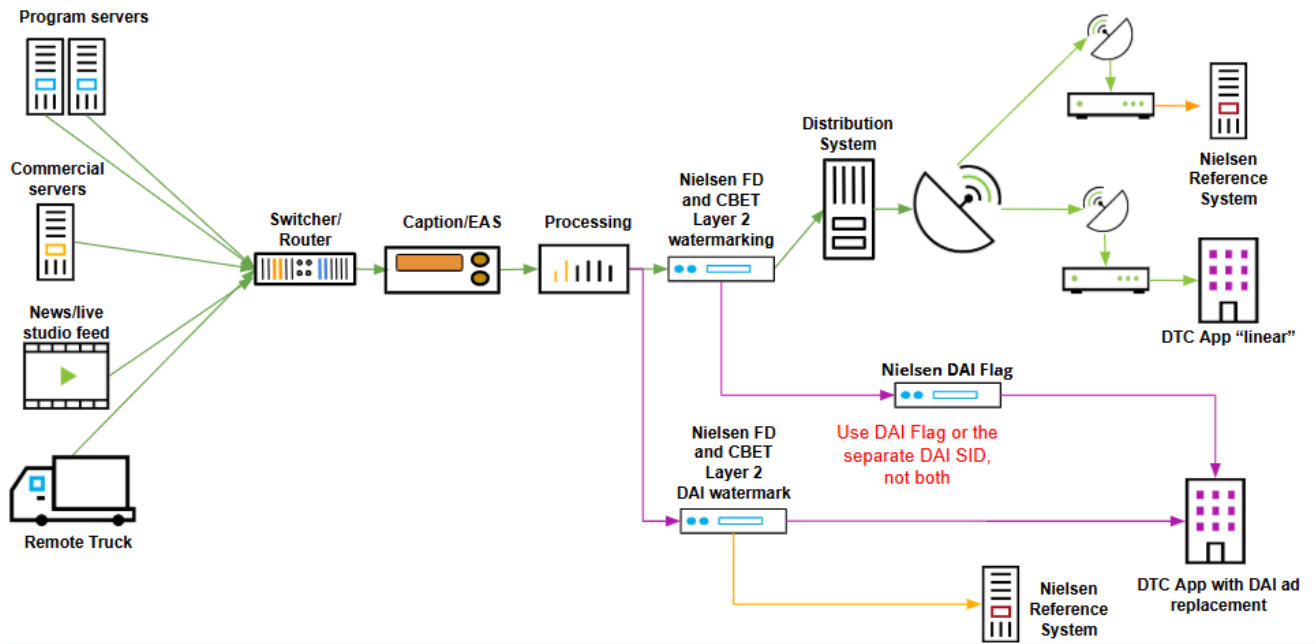 Program servers
Commercial
servers
News/live
studio feed
Remote Truck
Switcher/
Router
Caption/EAS
Processing
Nielsen FD
and CBET
Layer 2
watermarking
Distribution
System
Nielsen
Reference
System
DTC App “linear”
Nielsen DAI Flag
Use DAI Flag or the
separate DAI SID,
not both
Nielsen FD
and CBET
Layer 2
DAI watermark
DTC App with DAI ad
replacement
Nielsen
Reference
System